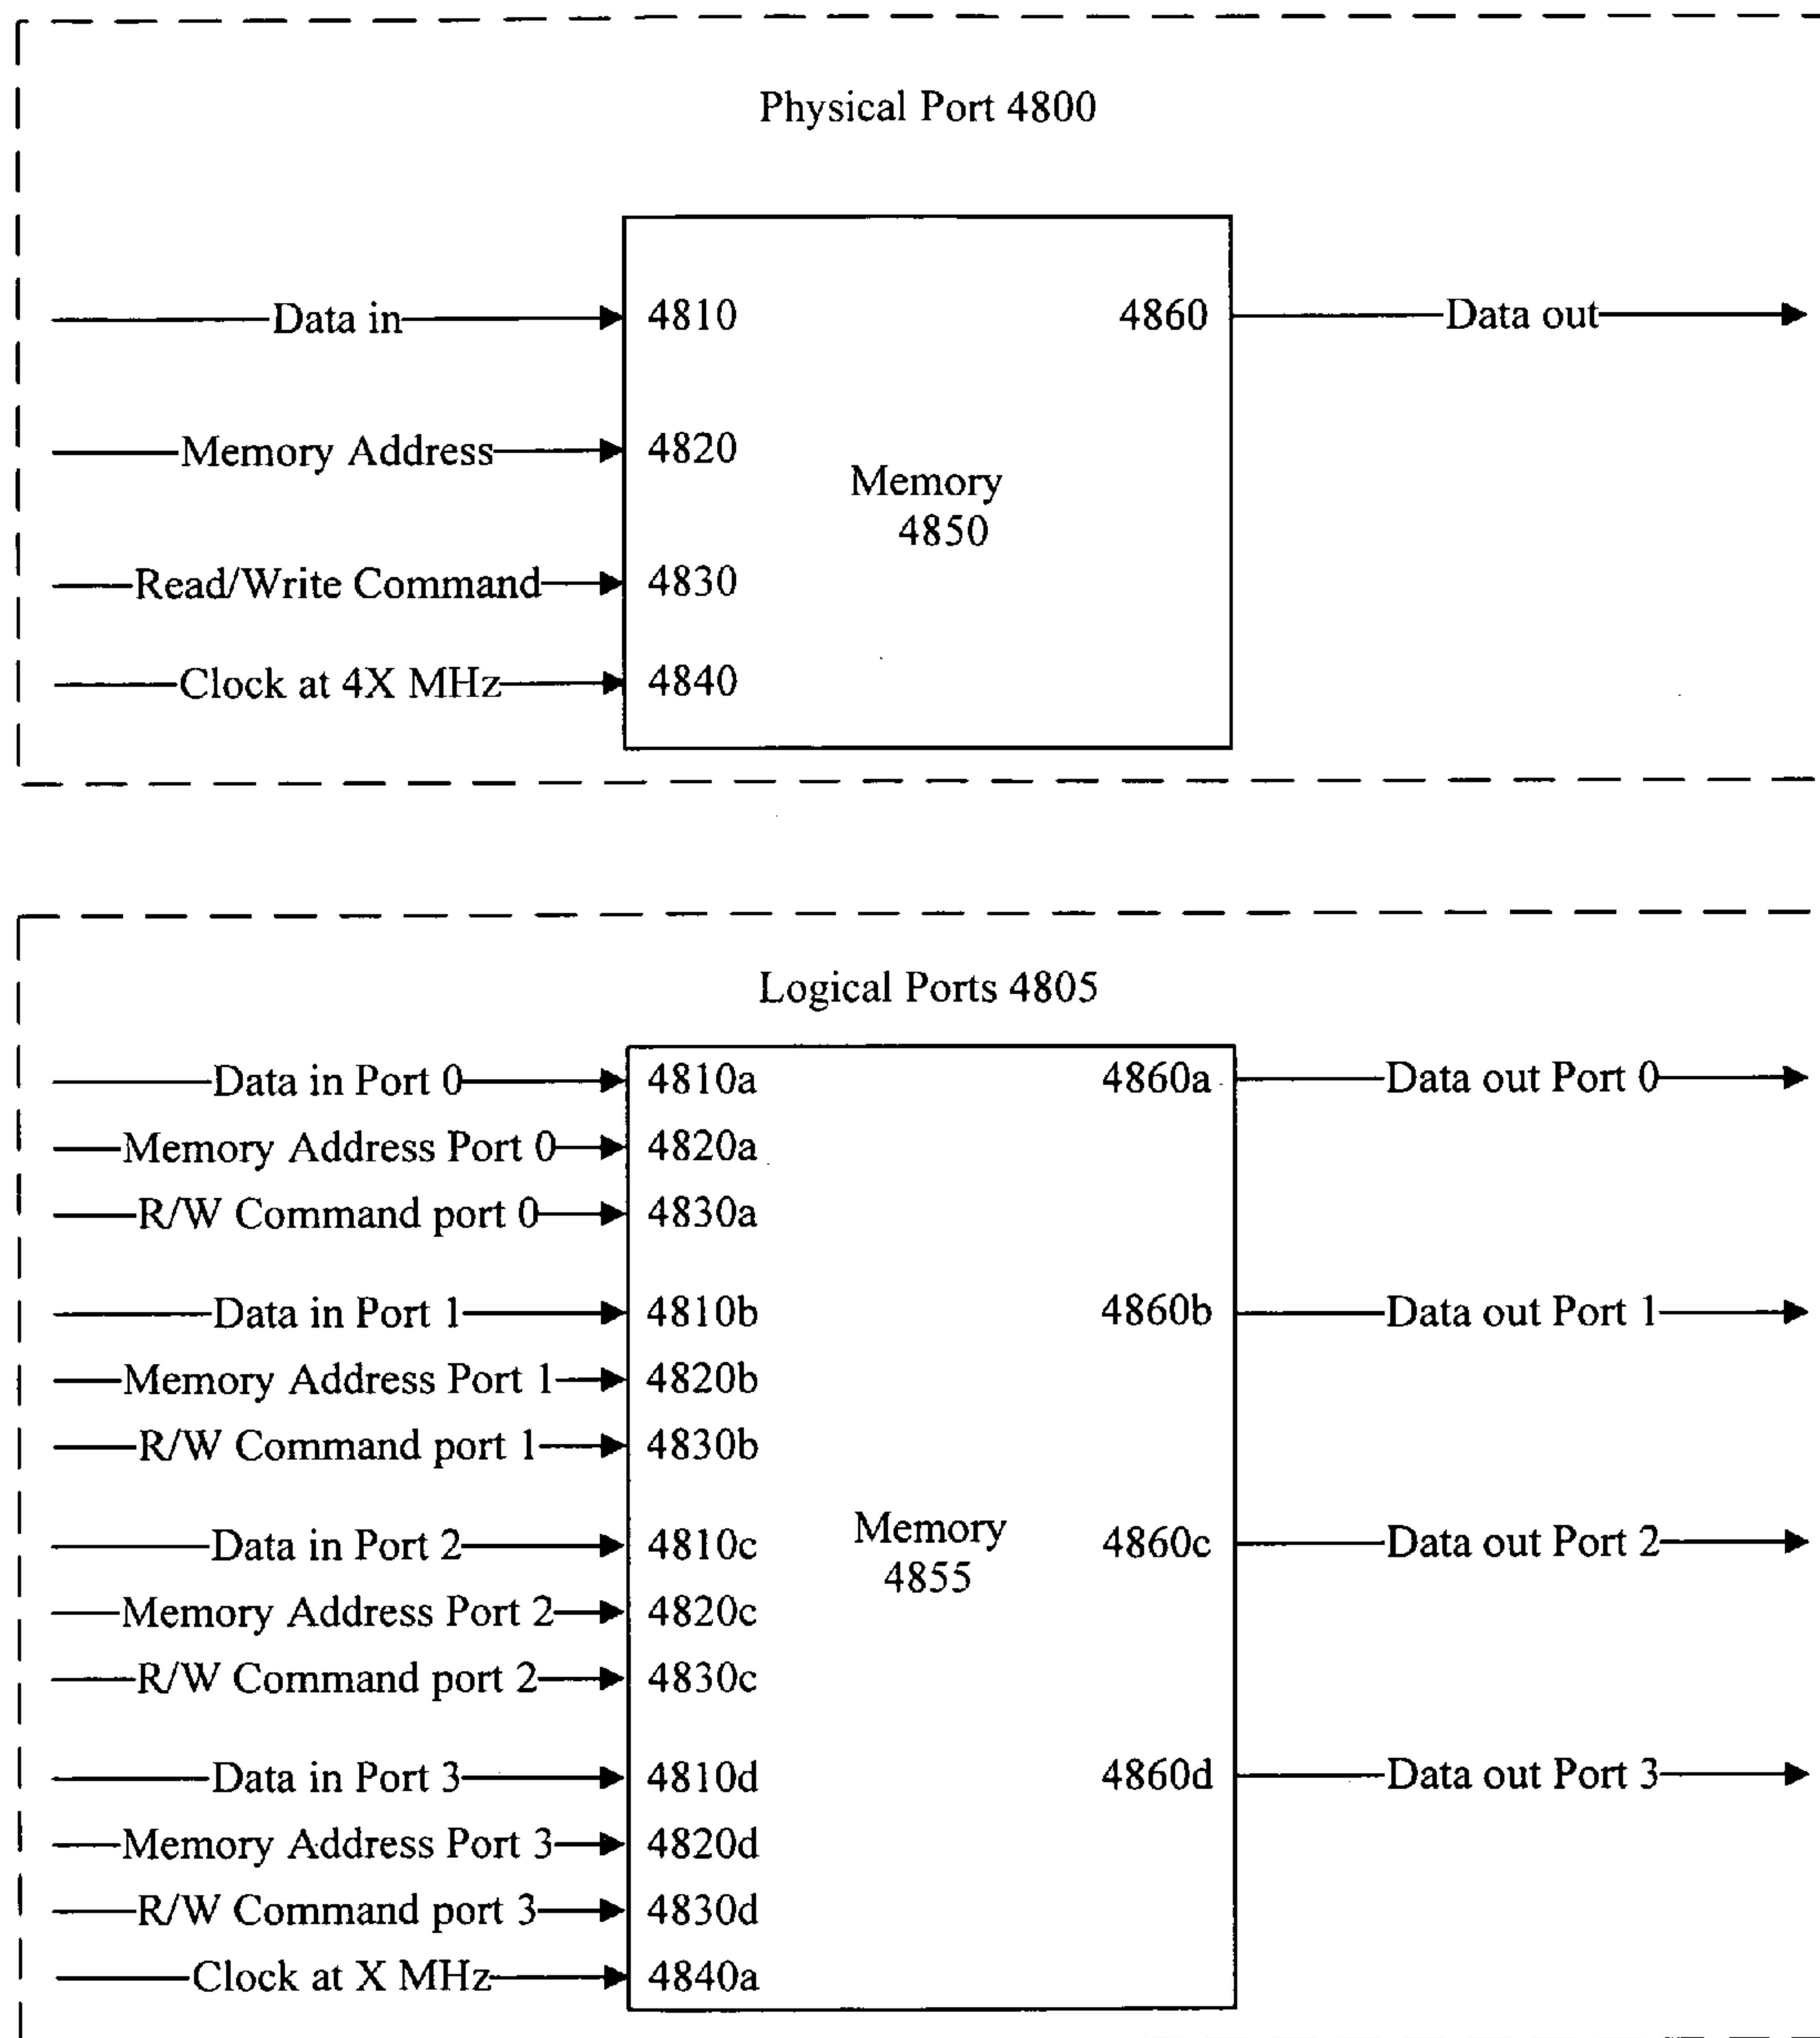 Physical Port 4800
Data in 4810 4860 Data out
Memory Address 4820
Memory
4850
Read/Write Command 4830
Clock at 4X MHz 4840
Logical Ports 4805
Data in Port 0 4810a 4860a Data out Port 0
Memory Address Port 0 4820a
R/W Command port 0 4830a
Data in Port 1 4810b 4860b Data out Port 1
Memory Address Port 1 4820b
R/W Command port 1 4830b
Data in Port 2 4810c Memory 4860c Data out Port 2
4855
Memory Address Port 2 4820c
R/W Command port 2 4830c
Data in Port 3 4810d 4860d Data out Port 3
Memory Address Port 3 4820d
R/W Command port 3 4830d
Clock at X MHz 4840a